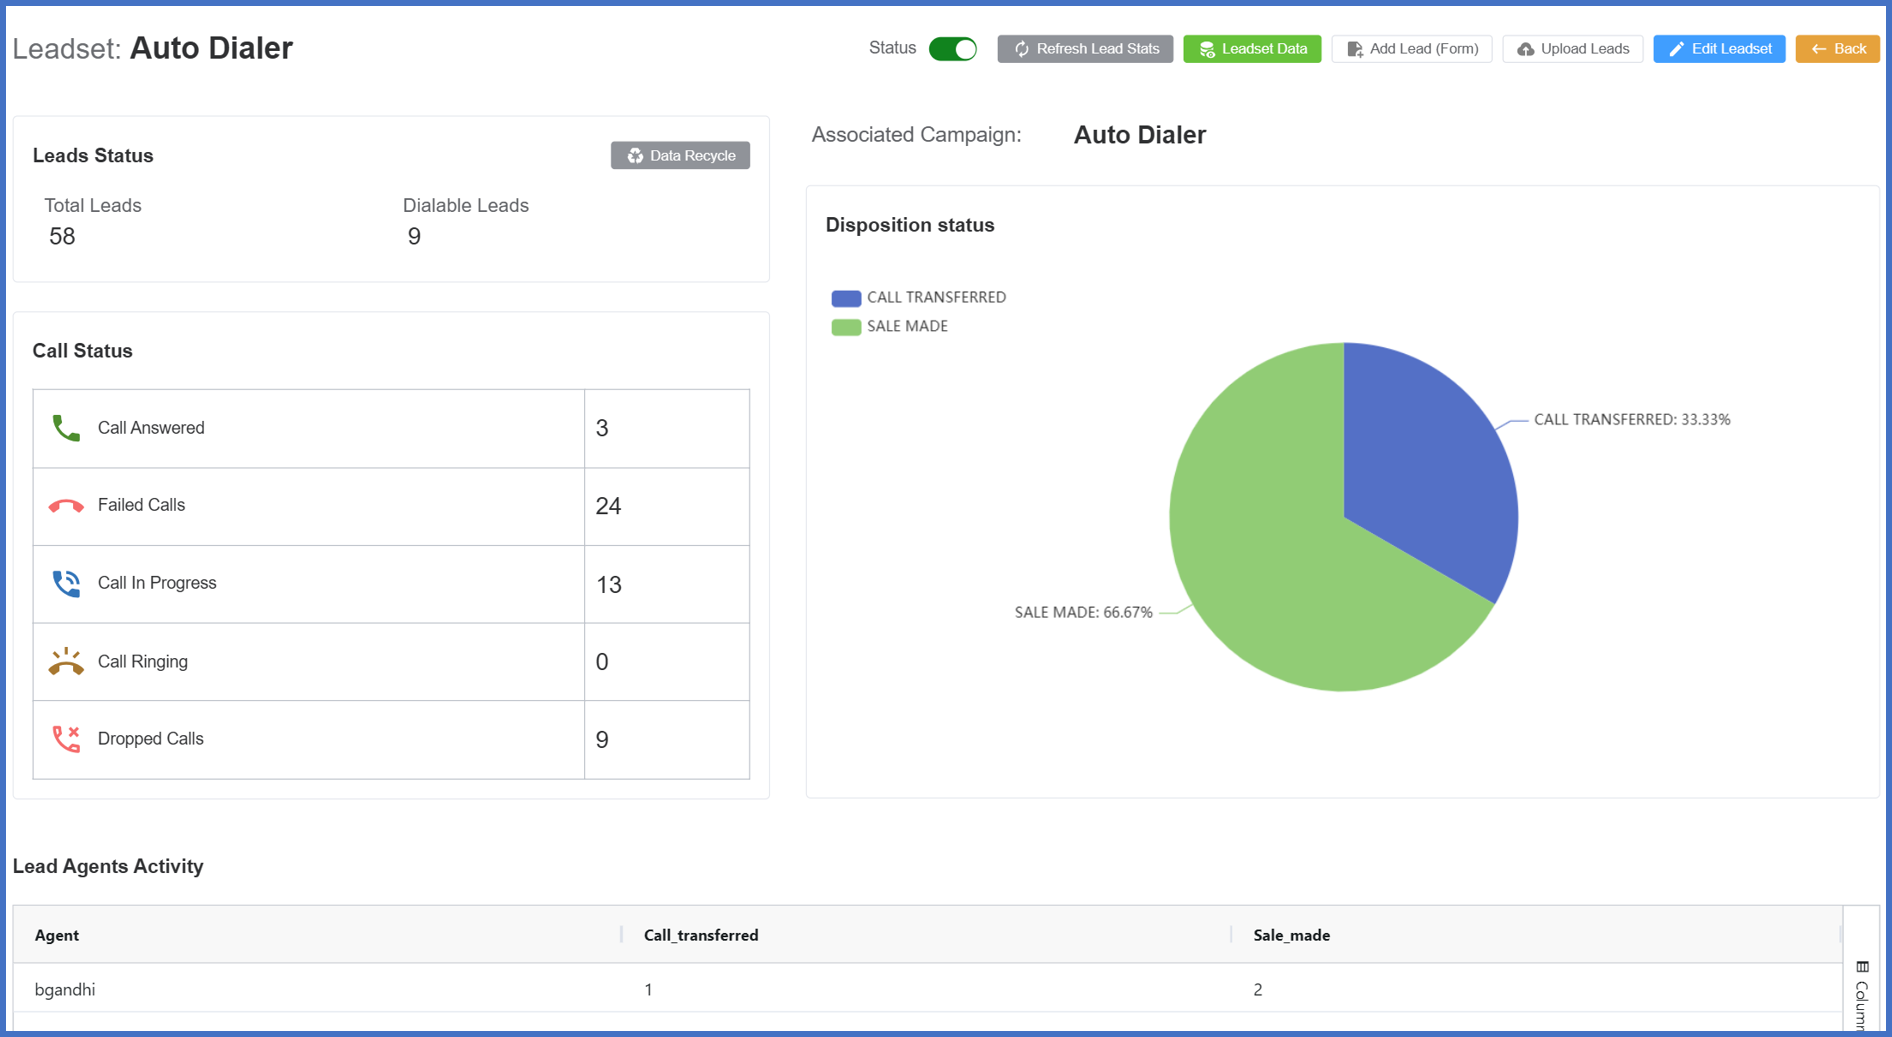 Leadset: Auto Dialer
Status
Refresh Lead Stats
Leadset Data
Add Lead (Form)
Upload Leads
Edit Leadset
Back
Leads Status
Data Recycle
Total Leads
Dialable Leads
58
9
Associated Campaign: Auto Dialer
Disposition status
CALL TRANSFERRED
SALE MADE
CALL TRANSFERRED: 33.33%
SALE MADE: 66.67%
Call Status
Call Answered 3
Failed Calls 24
Call In Progress 13
Call Ringing 0
Dropped Calls 9
Lead Agents Activity
Agent Call_transferred Sale_made
bgandhi 1 2